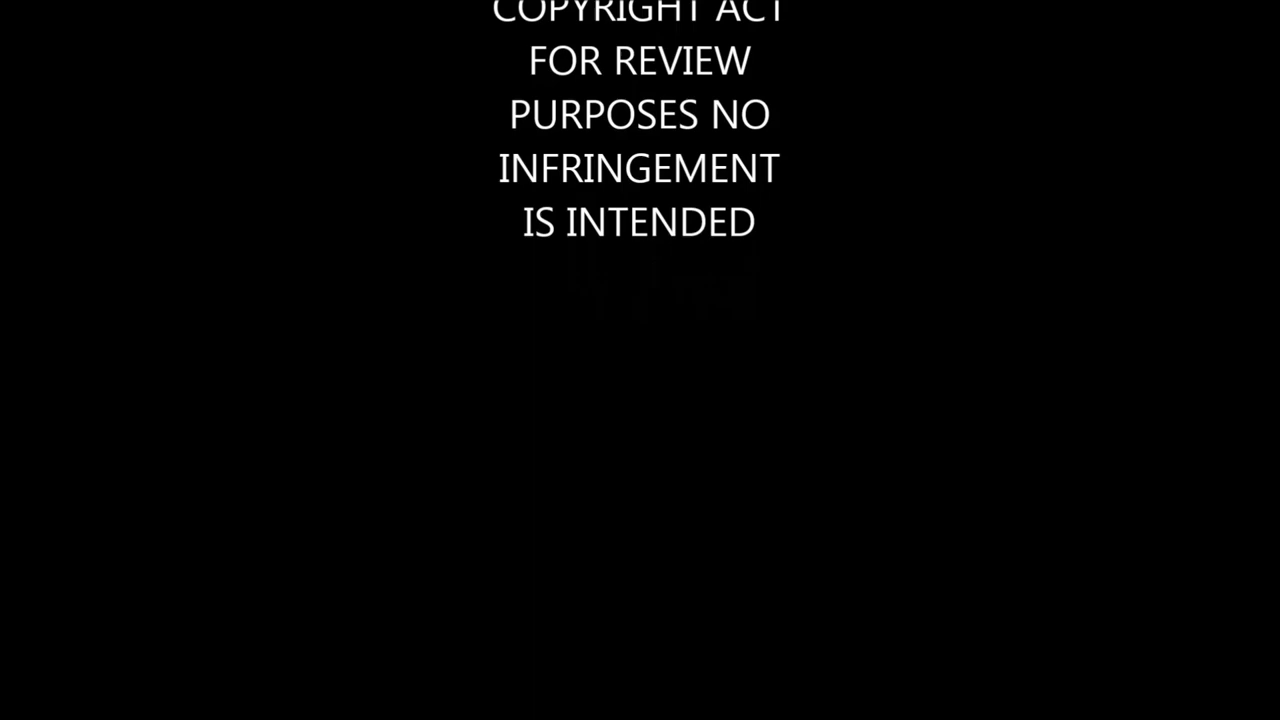 COPYRIGHT ACT
FOR REVIEW
PURPOSES NO
INFRINGEMENT
IS INTENDED